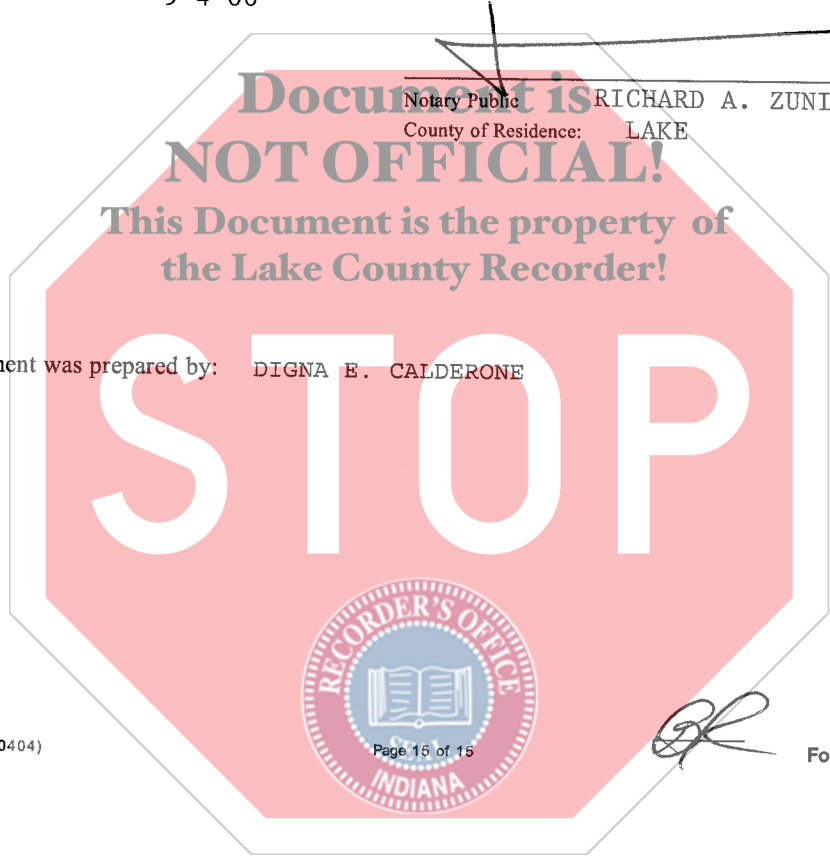 Document is
Notary Public RICHARD A. ZUNI
County of Residence: LAKE
NOT OFFICIAL!
This Document is the property of
the Lake County Recorder!
ment was prepared by: DIGNA E. CALDERONE
STOP
RECORDER'S OFFICE
SEAL
INDIANA
0404)
Page 15 of 15
Fo